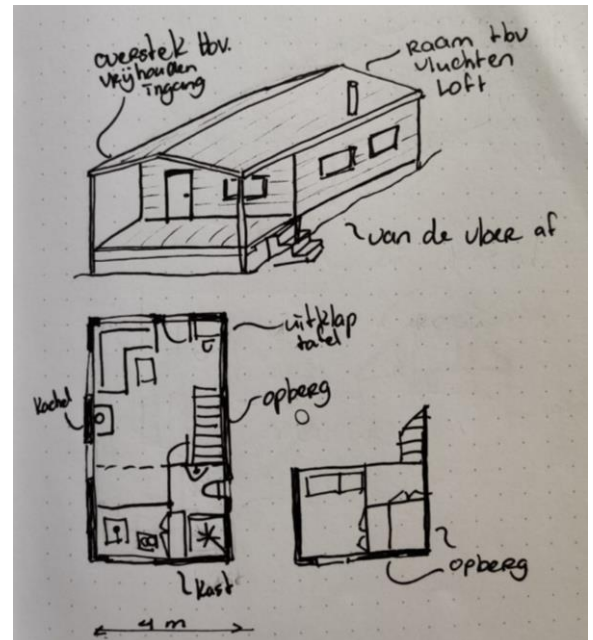 overstek tbv.
vrijhouden
Ingang
Raam tbv
vluchten
Loft
van de vloer af
uitklap
tafel
Kachel
opberg
Kast
opberg
4 m